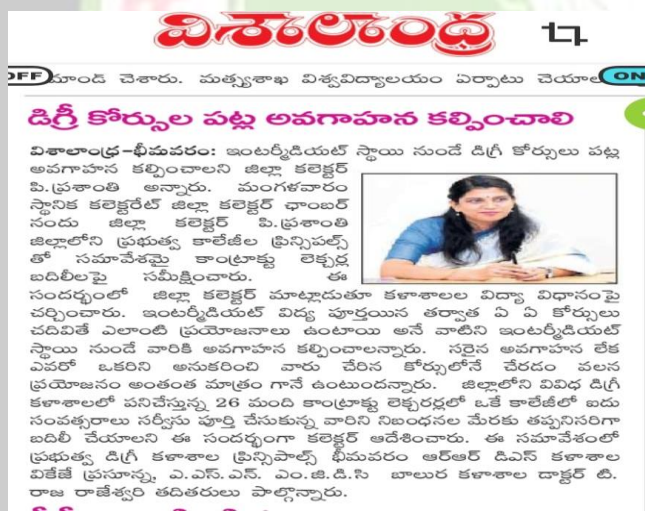 విశాలాంధ్ర
OFF
మాండ్ చేశారు. మత్స్యశాఖ విశ్వవిద్యాలయం ఏర్పాటు చేయాల
ON
డిగ్రీ కోర్సుల పట్ల అవగాహన కల్పించాలి
విశాలాంధ్ర-భీమవరం: ఇంటర్మీడియట్ స్థాయి నుండే డిగ్రీ కోర్సులు పట్ల
అవగాహన కల్పించాలని జిల్లా కలెక్టర్
పి.ప్రశాంతి అన్నారు. మంగళవారం
స్థానిక కలెక్టరేట్ జిల్లా కలెక్టర్ ఛాంబర్
నందు జిల్లా కలెక్టర్ పి.ప్రశాంతి
జిల్లాలోని ప్రభుత్వ కాలేజీల ప్రిన్సిపల్స్
తో సమావేశమై కాంట్రాక్టు లెక్చర్ల
బదిలీలపై సమీక్షించారు. ఈ
సందర్భంలో జిల్లా కలెక్టర్ మాట్లాడుతూ కళాశాలల విద్యా విధానంపై
చర్చించారు. ఇంటర్మీడియట్ విద్య పూర్తయిన తర్వాత ఏ ఏ కోర్సులు
చదివితే ఎలాంటి ప్రయోజనాలు ఉంటాయి అనే వాటిని ఇంటర్మీడియట్
స్థాయి నుండే వారికి అవగాహన కల్పించాలన్నారు. సరైన అవగాహన లేక
ఎవరో ఒకరిని అనుకరించి వారు చేరిన కోర్సులోనే చేరడం వలన
ప్రయోజనం అంతంత మాత్రం గానే ఉంటుందన్నారు. జిల్లాలోని వివిధ డిగ్రీ
కళాశాలలో పనిచేస్తున్న 26 మంది కాంట్రాక్టు లెక్చరర్లలో ఒకే కాలేజీలో ఐదు
సంవత్సరాలు సర్వీసు పూర్తి చేసుకున్న వారిని నిబంధనల మేరకు తప్పనిసరిగా
బదిలీ చేయాలని ఈ సందర్భంగా కలెక్టర్ ఆదేశించారు. ఈ సమావేశంలో
ప్రభుత్వ డిగ్రీ కళాశాల ప్రిన్సిపాల్స్ భీమవరం ఆర్ఆర్ డిఎస్ కళాశాల
వికేజే ప్రసూన్న, ఎ.ఎస్.ఎన్. ఎం.జి.డి.సి బాలుర కళాశాల డాక్టర్ టి.
రాజ రాజేశ్వరి తదితరులు పాల్గొన్నారు.